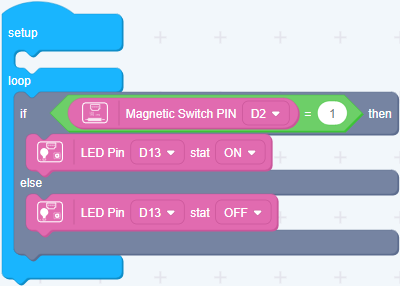 setup
loop
if Magnetic Switch PIN D2 = 1 then
LED Pin D13 stat ON
else
LED Pin D13 stat OFF